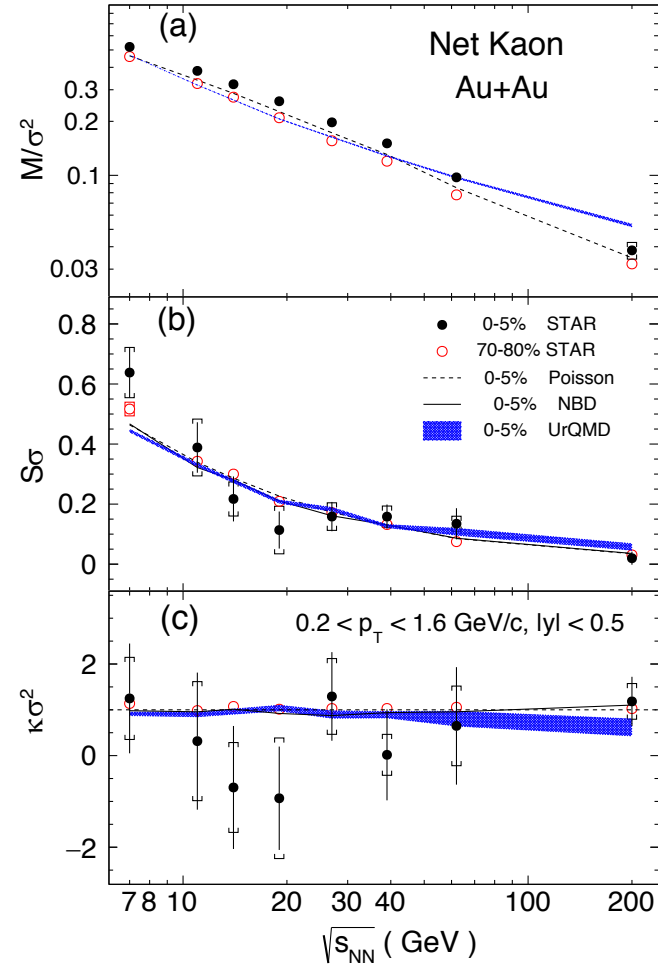 (a)
Net Kaon
Au+Au
0.3
0.2
0.1
0.03
M/σ²
(b)
0-5% STAR
70-80% STAR
0-5% Poisson
0-5% NBD
0-5% UrQMD
0.8
0.6
0.4
0.2
0
Sσ
(c)
0.2 < p_T < 1.6 GeV/c, |y| < 0.5
2
0
−2
κσ²
7 8 10 20 30 40 100 200
√s_NN ( GeV )